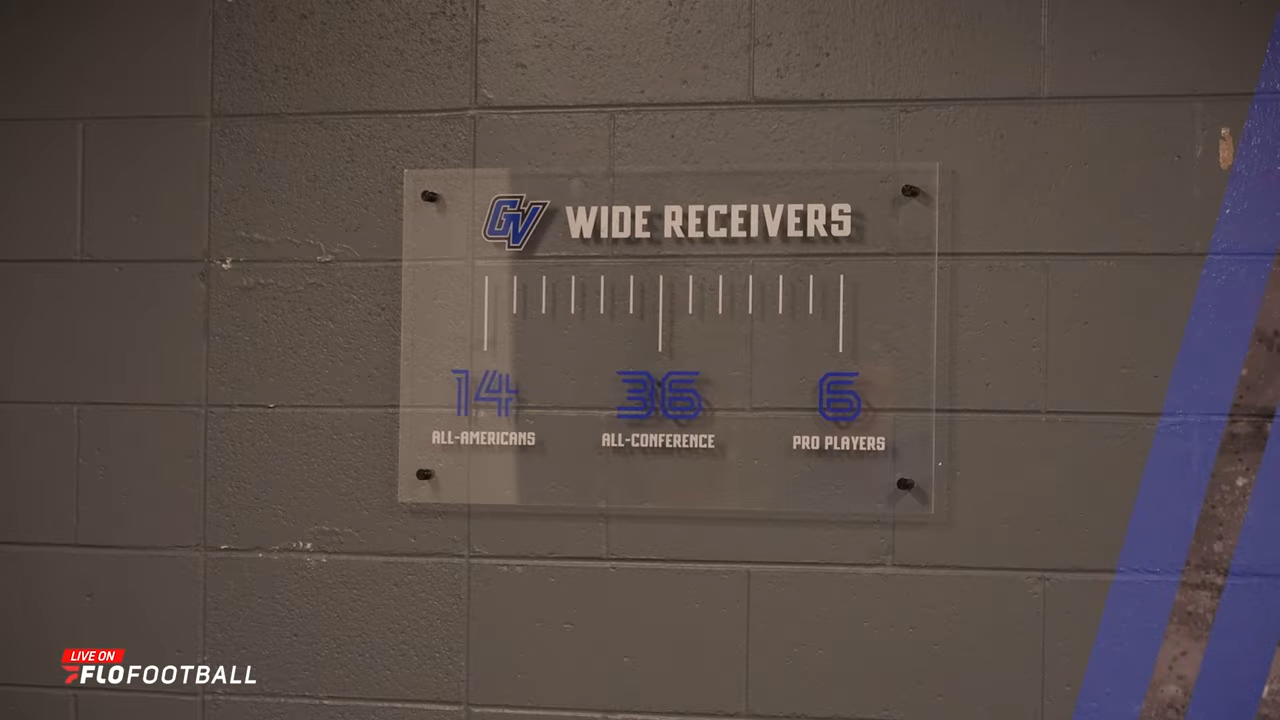 GV WIDE RECEIVERS
14 36 6
ALL-AMERICANS ALL-CONFERENCE PRO PLAYERS
LIVE ON
FLOFOOTBALL